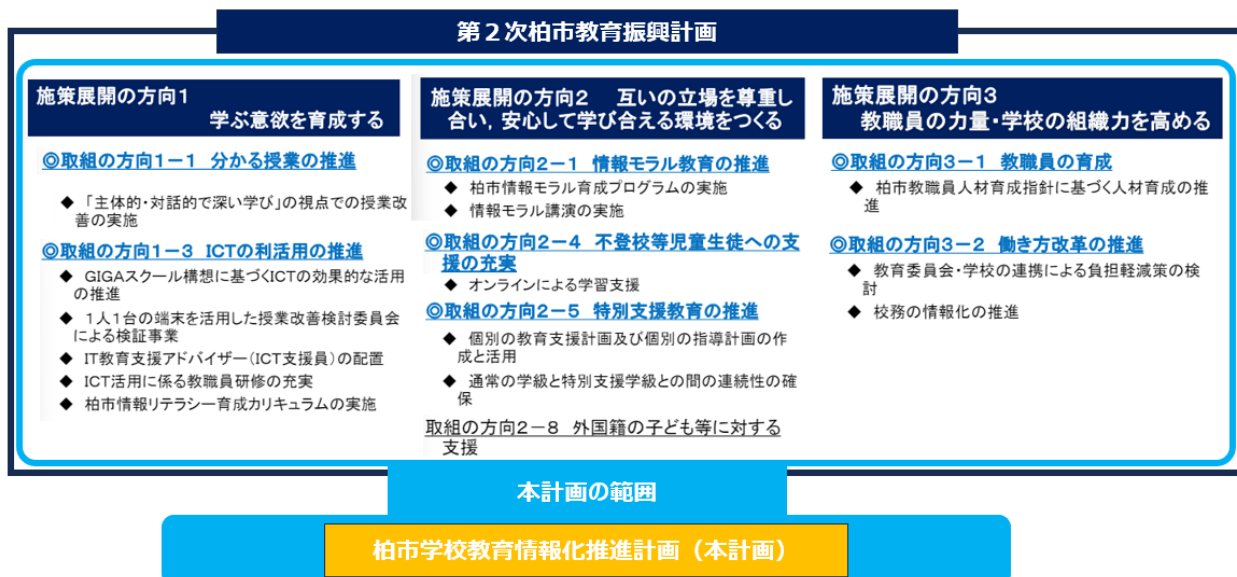 第2次柏市教育振興計画
施策展開の方向1
学ぶ意欲を育成する
◎取組の方向1-1 分かる授業の推進
◆ 「主体的・対話的で深い学び」の視点での授業改
善の実施
◎取組の方向1-3 ICTの利活用の推進
◆ GIGAスクール構想に基づくICTの効果的な活用
の推進
◆ 1人1台の端末を活用した授業改善検討委員会
による検証事業
◆ IT教育支援アドバイザー(ICT支援員)の配置
◆ ICT活用に係る教職員研修の充実
◆ 柏市情報リテラシー育成カリキュラムの実施
施策展開の方向2 互いの立場を尊重し
合い,安心して学び合える環境をつくる
◎取組の方向2-1 情報モラル教育の推進
◆ 柏市情報モラル育成プログラムの実施
◆ 情報モラル講演の実施
◎取組の方向2-4 不登校等児童生徒への支
援の充実
◆ オンラインによる学習支援
◎取組の方向2-5 特別支援教育の推進
◆ 個別の教育支援計画及び個別の指導計画の作
成と活用
◆ 通常の学級と特別支援学級との間の連続性の確
保
取組の方向2-8 外国籍の子ども等に対する
支援
施策展開の方向3
教職員の力量・学校の組織力を高める
◎取組の方向3-1 教職員の育成
◆ 柏市教職員人材育成指針に基づく人材育成の推
進
◎取組の方向3-2 働き方改革の推進
◆ 教育委員会・学校の連携による負担軽減策の検
討
◆ 校務の情報化の推進
本計画の範囲
柏市学校教育情報化推進計画(本計画)